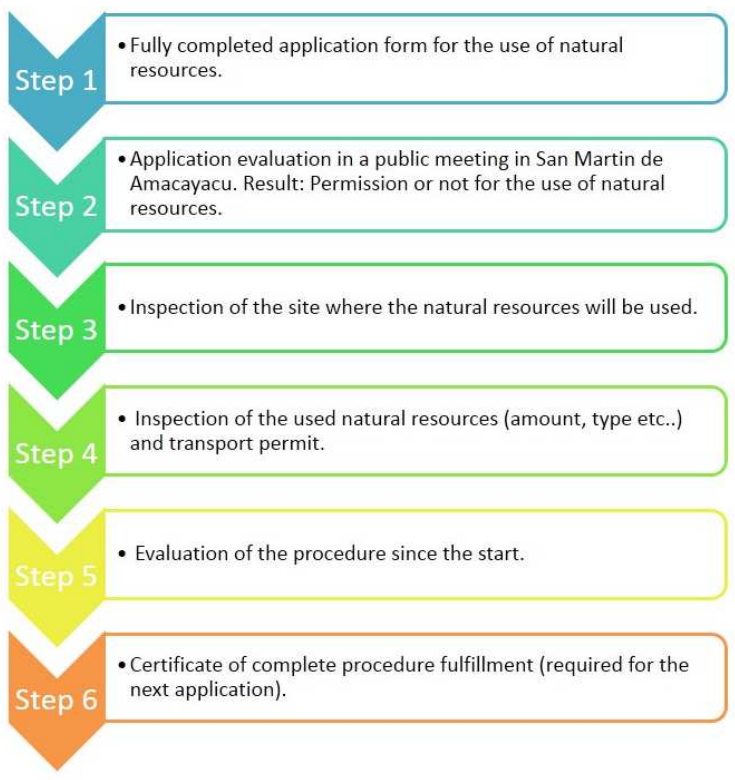 Step 1
• Fully completed application form for the use of natural
resources.
Step 2
• Application evaluation in a public meeting in San Martin de
Amacayacu. Result: Permission or not for the use of natural
resources.
Step 3
• Inspection of the site where the natural resources will be used.
Step 4
• Inspection of the used natural resources (amount, type etc..)
and transport permit.
Step 5
• Evaluation of the procedure since the start.
Step 6
• Certificate of complete procedure fulfillment (required for the
next application).